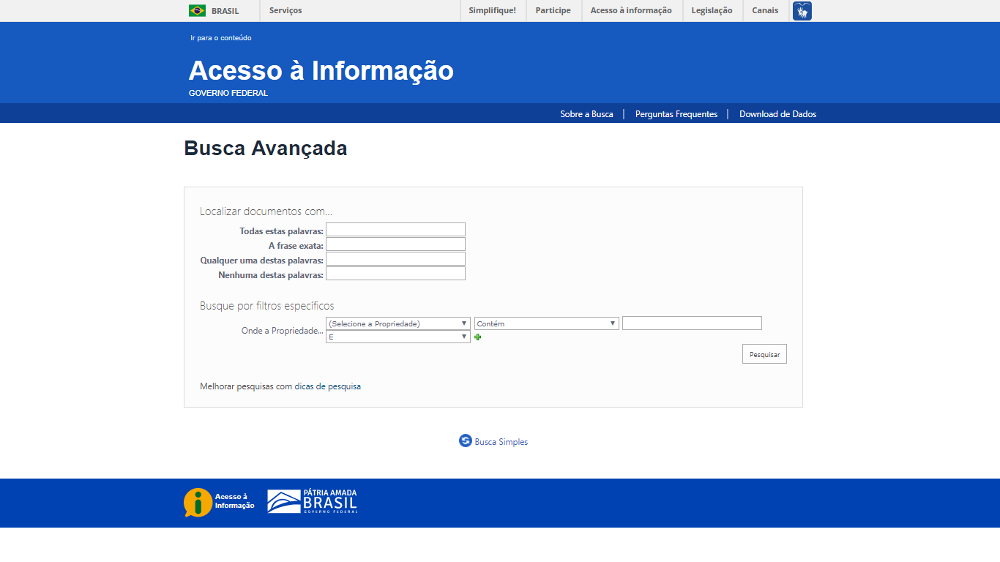 BRASIL Serviços Simplifique! Participe Acesso à informação Legislação Canais
Ir para o conteúdo
Acesso à Informação
GOVERNO FEDERAL
Sobre a Busca Perguntas Frequentes Download de Dados
Busca Avançada
Localizar documentos com...
Todas estas palavras:
A frase exata:
Qualquer uma destas palavras:
Nenhuma destas palavras:
Busque por filtros específicos
Onde a Propriedade... (Selecione a Propriedade) Contém
E
Pesquisar
Melhorar pesquisas com dicas de pesquisa
Busca Simples
Acesso à
Informação
PÁTRIA AMADA
BRASIL
GOVERNO FEDERAL